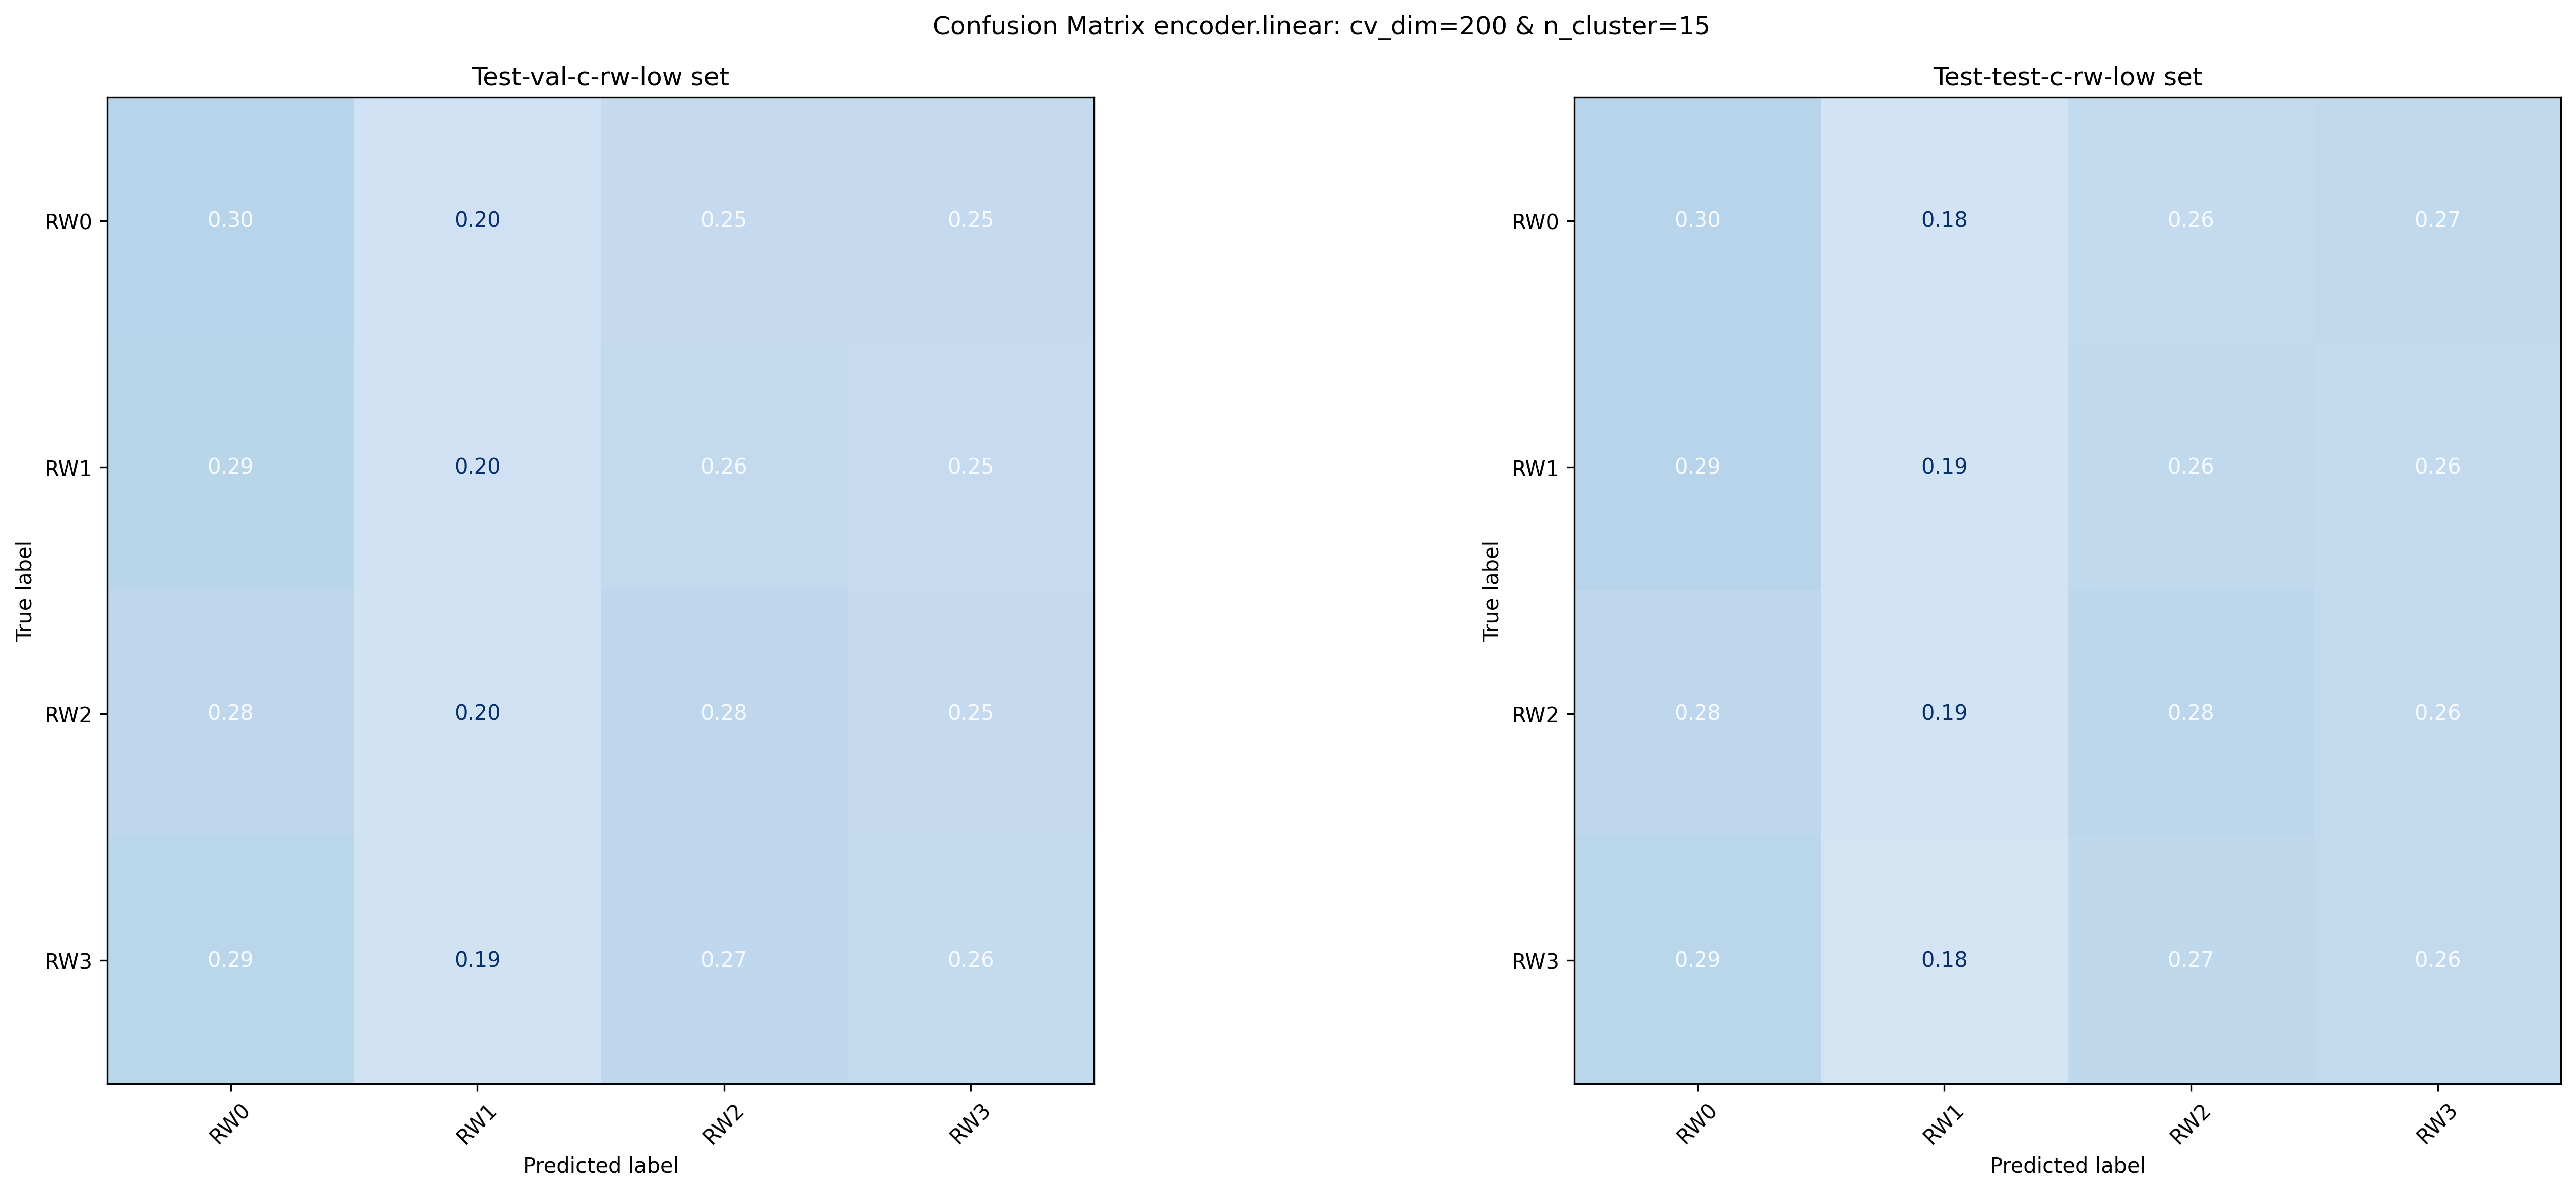 Confusion Matrix encoder.linear: cv_dim=200 & n_cluster=15
Test-val-c-rw-low set
True label
RW0 0.30 0.20 0.25 0.25
RW1 0.29 0.20 0.26 0.25
RW2 0.28 0.20 0.28 0.25
RW3 0.29 0.19 0.27 0.26
RW0 RW1 RW2 RW3
Predicted label
Test-test-c-rw-low set
True label
RW0 0.30 0.18 0.26 0.27
RW1 0.29 0.19 0.26 0.26
RW2 0.28 0.19 0.28 0.26
RW3 0.29 0.18 0.27 0.26
RW0 RW1 RW2 RW3
Predicted label